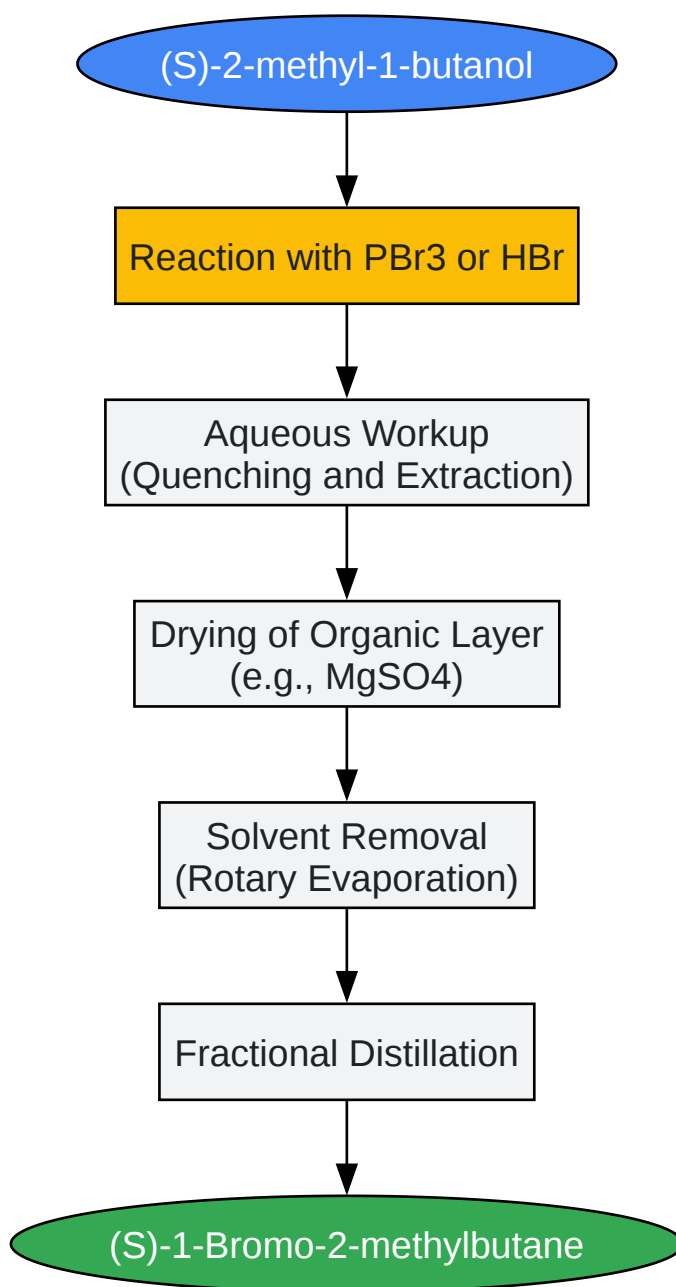 (S)-2-methyl-1-butanol
Reaction with PBr3 or HBr
Aqueous Workup
(Quenching and Extraction)
Drying of Organic Layer
(e.g., MgSO4)
Solvent Removal
(Rotary Evaporation)
Fractional Distillation
(S)-1-Bromo-2-methylbutane